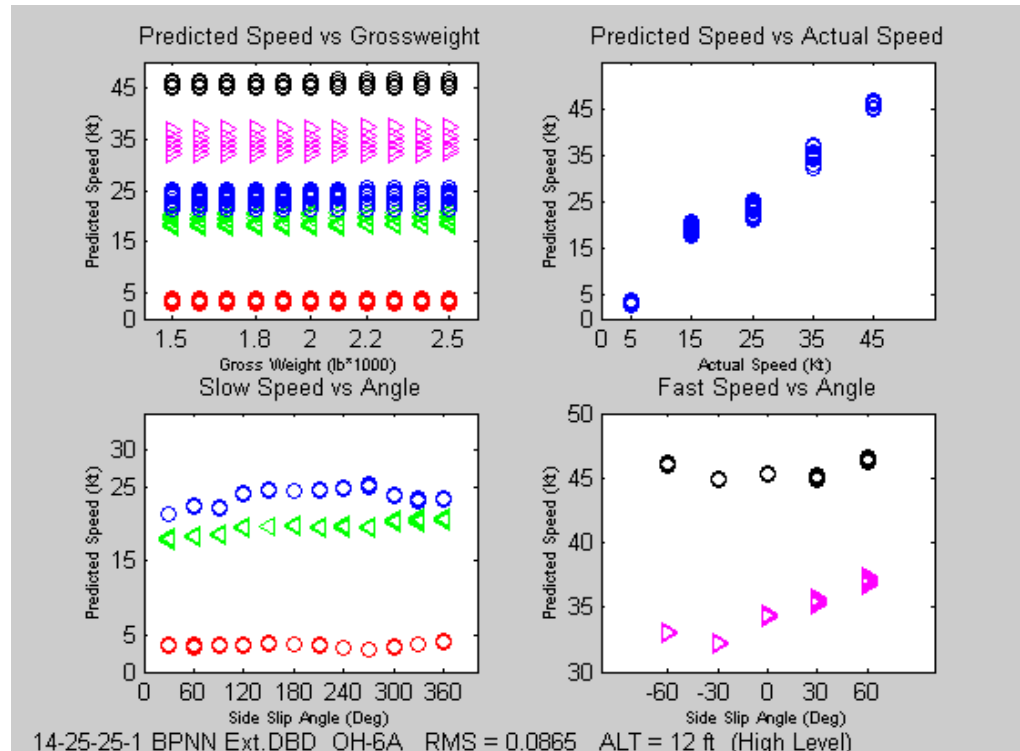 Predicted Speed vs Grossweight
Predicted Speed (Kt)
45
35
25
15
5
0
1.5
1.8
2
2.2
2.5
Gross Weight (lb*1000)
Predicted Speed vs Actual Speed
Predicted Speed (Kt)
45
35
25
15
5
0
0 5 15 25 35 45
Actual Speed (Kt)
Slow Speed vs Angle
Predicted Speed (Kt)
30
25
15
5
0
0 60 120 180 240 300 360
Side Slip Angle (Deg)
Fast Speed vs Angle
Predicted Speed (Kt)
50
45
40
35
30
-60 -30 0 30 60
Side Slip Angle (Deg)
14-25-25-1 BPNN Ext.DBD OH-6A RMS = 0.0865 ALT = 12 ft (High Level)